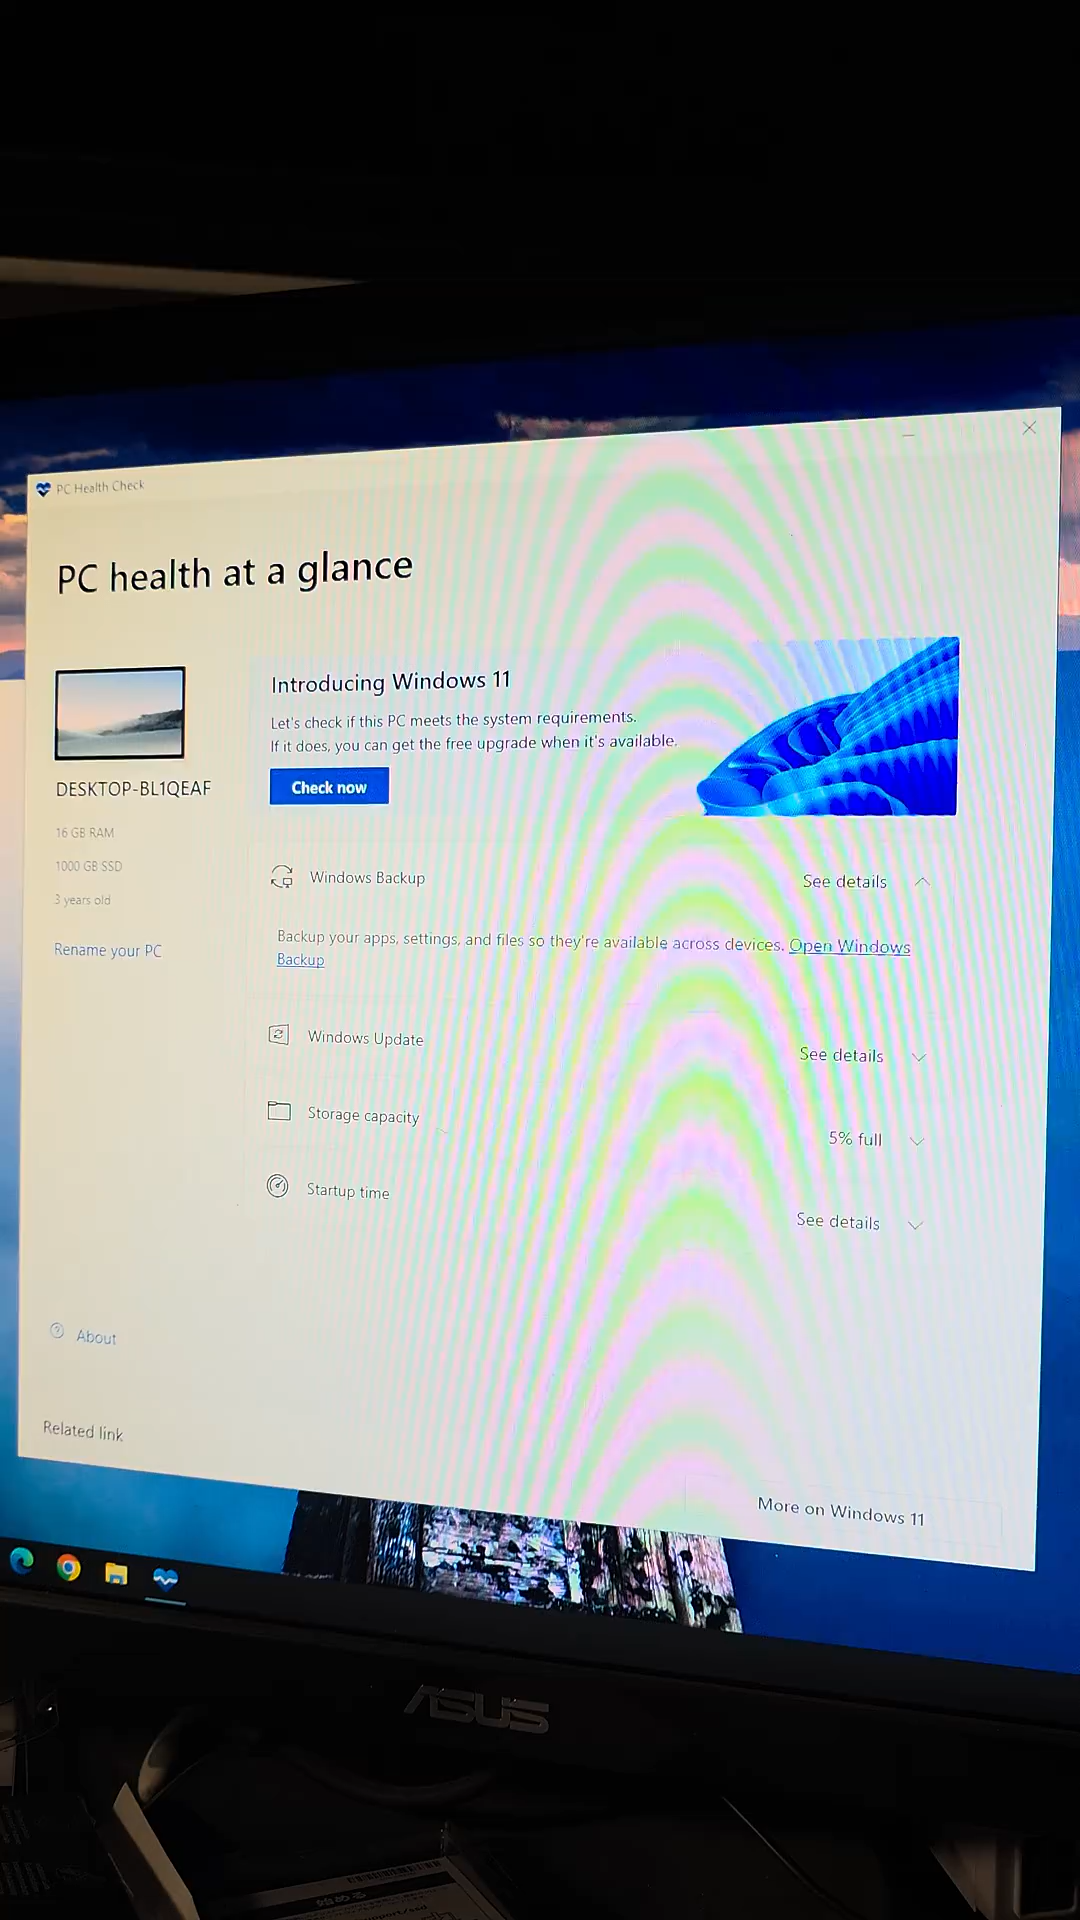 PC Health Check
PC health at a glance
DESKTOP-BL1QEAF
16 GB RAM
1000 GB SSD
3 years old
Rename your PC
Introducing Windows 11
Let's check if this PC meets the system requirements.
If it does, you can get the free upgrade when it's available.
Check now
Windows Backup
See details
Backup your apps, settings, and files so they're available across devices. Open Windows
Backup
Windows Update
See details
Storage capacity
5% full
Startup time
See details
About
Related link
More on Windows 11
ASUS